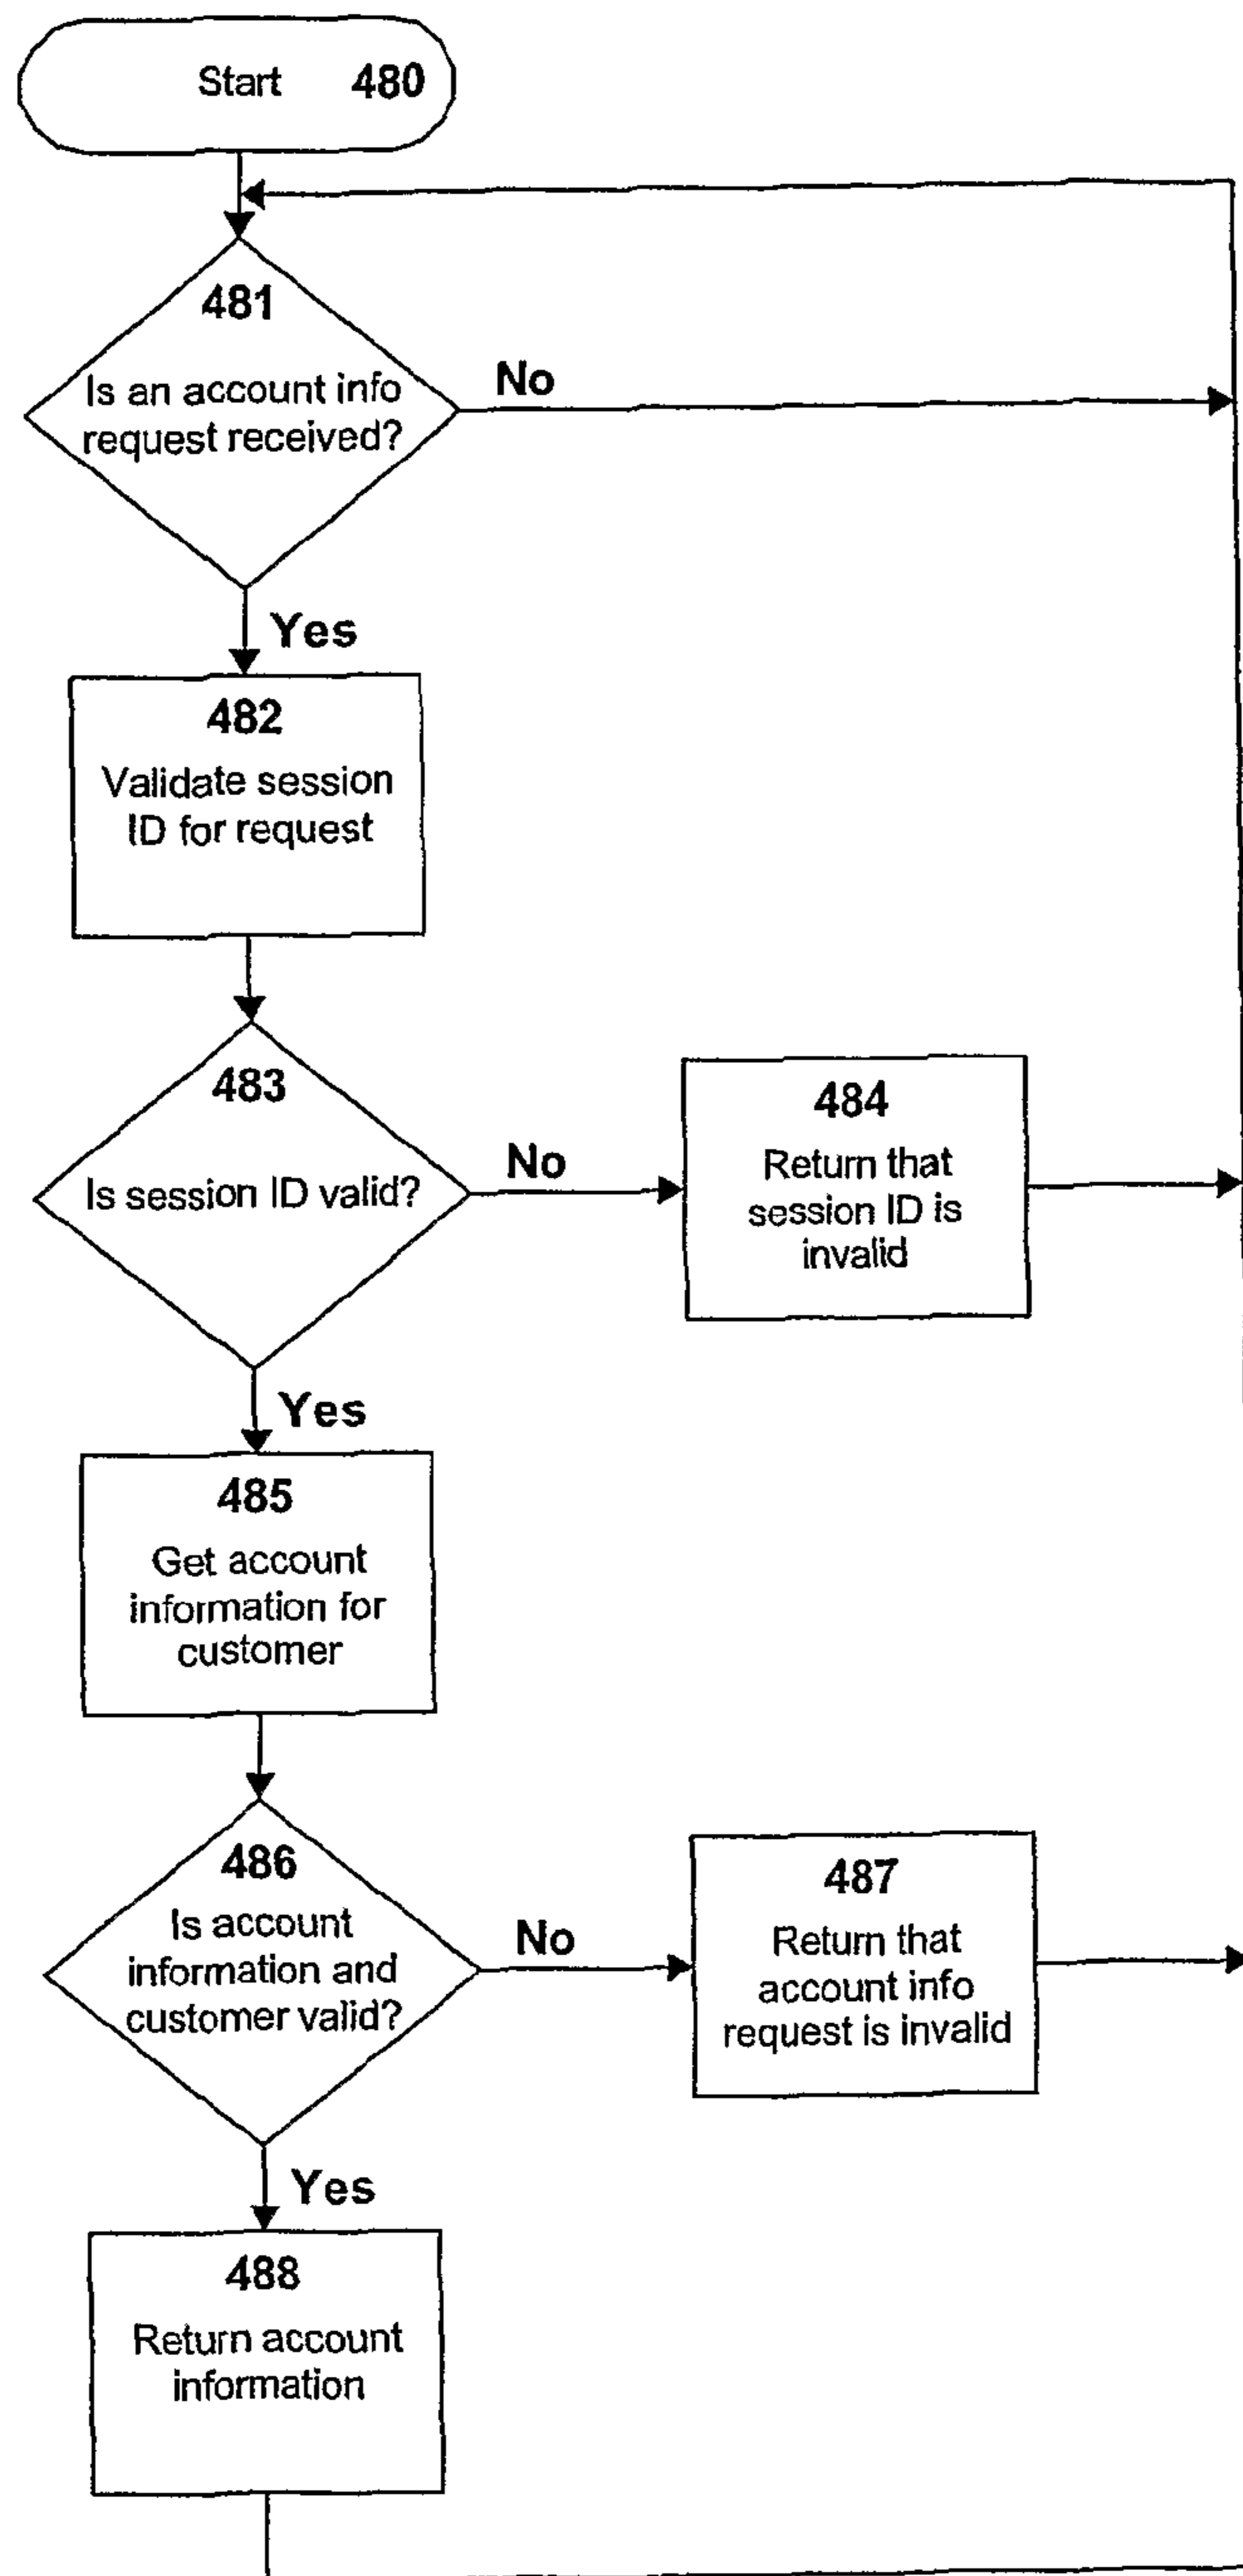 Start 480
481
Is an account info
request received?
No
Yes
482
Validate session
ID for request
483
Is session ID valid?
No
484
Return that
session ID is
invalid
Yes
485
Get account
information for
customer
486
Is account
information and
customer valid?
No
487
Return that
account info
request is invalid
Yes
488
Return account
information